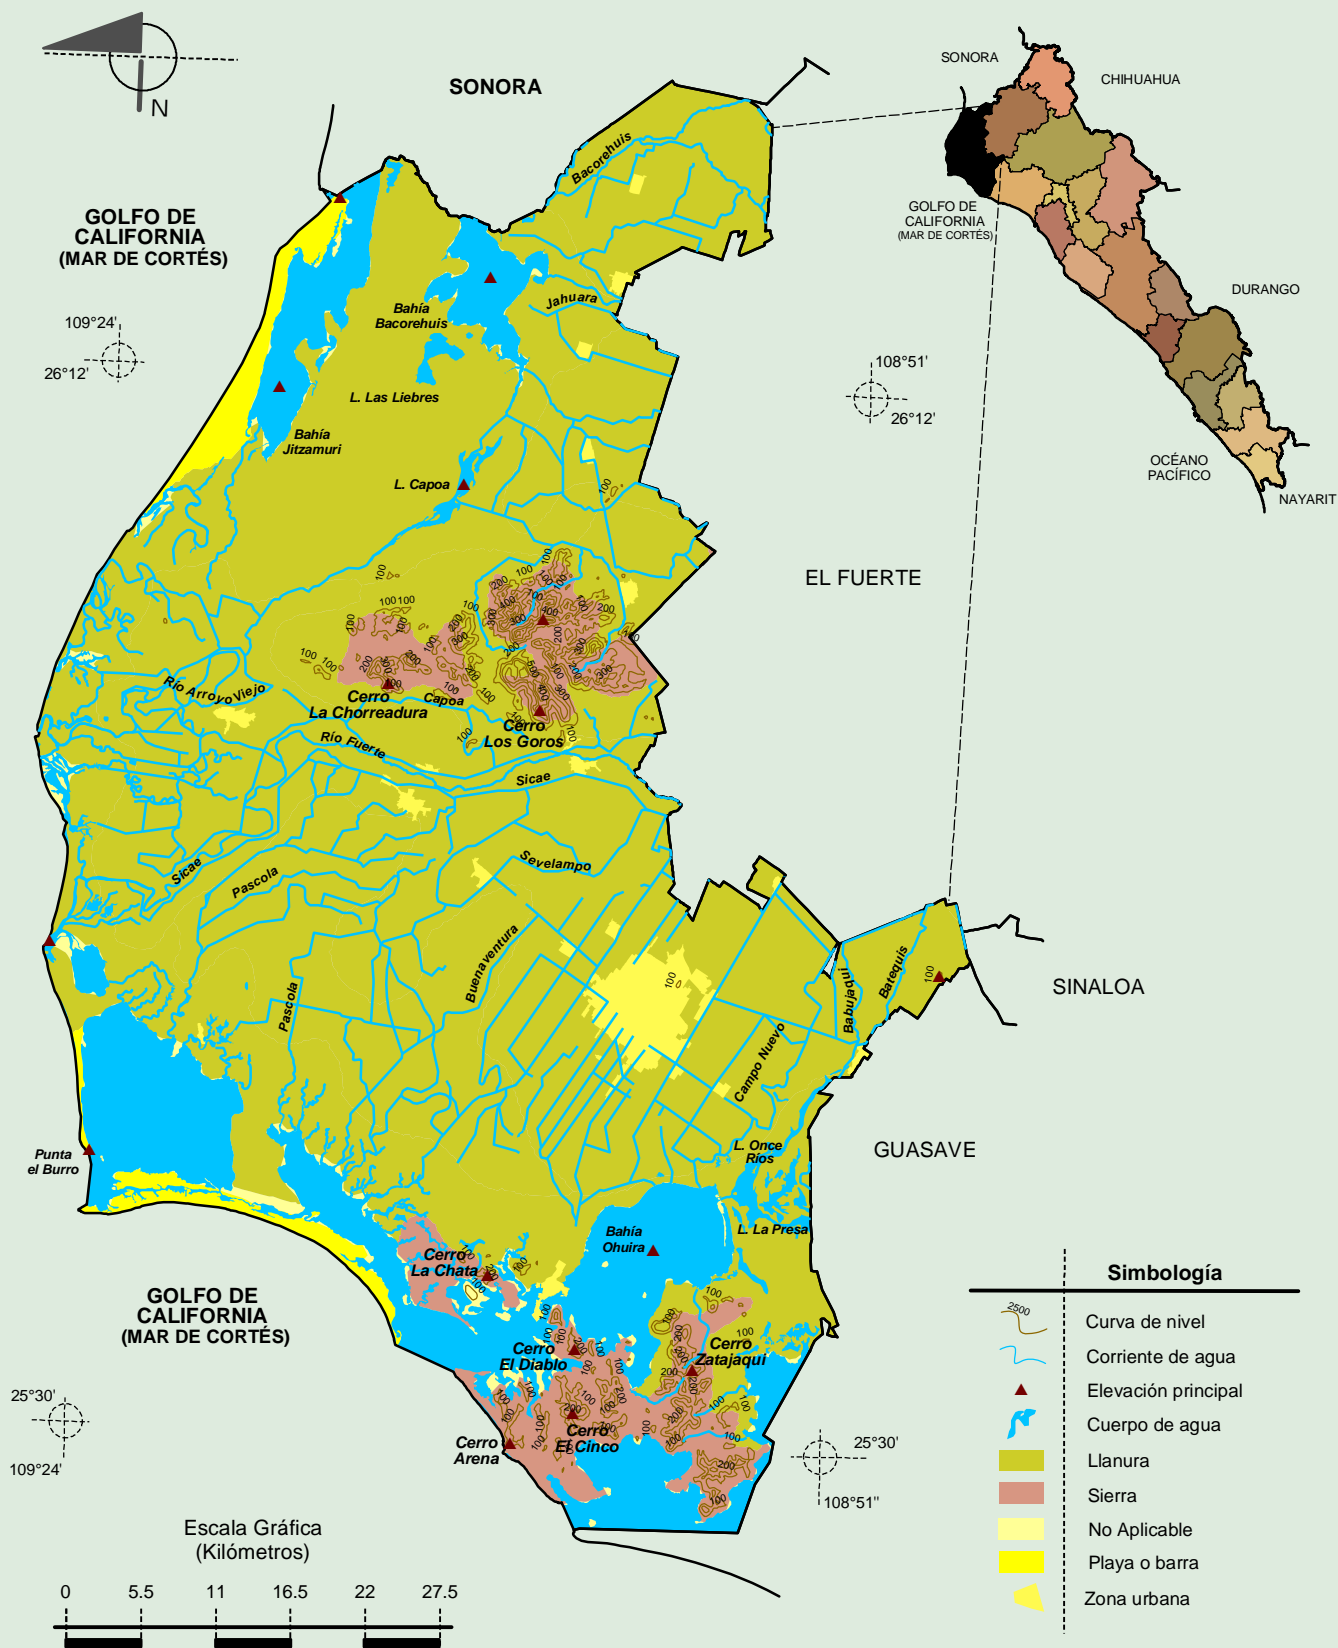 N
SONORA
SONORA
CHIHUAHUA
GOLFO DE
CALIFORNIA
(MAR DE CORTÉS)
DURANGO
OCÉANO
PACÍFICO
NAYARIT
GOLFO DE
CALIFORNIA
(MAR DE CORTÉS)
109°24'
26°12'
108°51'
26°12'
Bacorehuis
Jahuara
Bahía
Bacorehuis
L. Las Liebres
Bahía
Jitzamuri
L. Capoa
EL FUERTE
Río Arroyo Viejo
Cerro
La Chorreadura
Capoa
Cerro
Los Goros
Río Fuerte
Sicae
Sevelampo
Sicae
Pascola
Buenaventura
Pascola
Babujaqui
Batequis
SINALOA
Campo Nuevo
L. Once
Ríos
GUASAVE
Punta
el Burro
L. La Presa
Bahía
Ohuira
Cerro
La Chata
GOLFO DE
CALIFORNIA
(MAR DE CORTÉS)
Cerro
El Diablo
Cerro
Zatajaqui
Cerro
El Cinco
Cerro
Arena
25°30'
109°24'
25°30'
108°51"
Simbología
2500
Curva de nivel
Corriente de agua
Elevación principal
Cuerpo de agua
Llanura
Sierra
No Aplicable
Playa o barra
Zona urbana
Escala Gráfica
(Kilómetros)
0 5.5 11 16.5 22 27.5